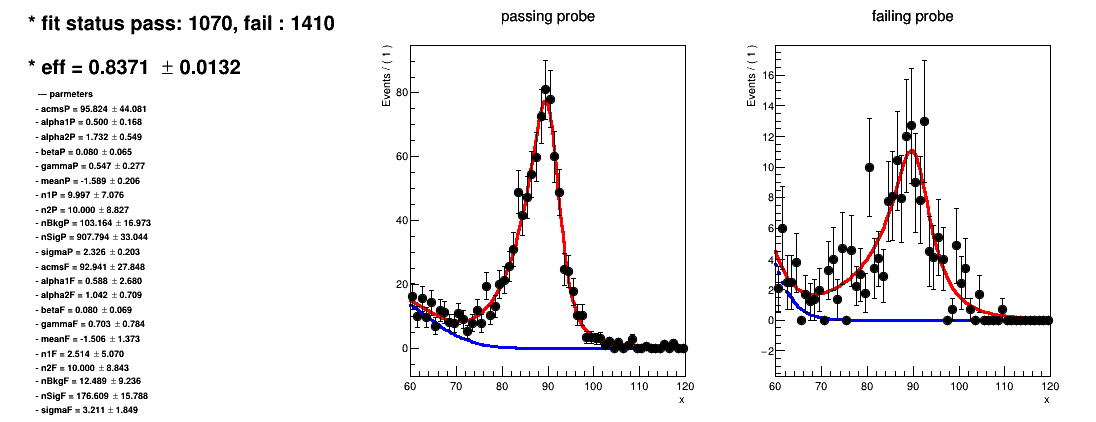 * fit status pass: 1070, fail : 1410
* eff = 0.8371 ± 0.0132
--- parmeters
- acmsP = 95.824 ± 44.081
- alpha1P = 0.500 ± 0.168
- alpha2P = 1.732 ± 0.549
- betaP = 0.080 ± 0.065
- gammaP = 0.547 ± 0.277
- meanP = -1.589 ± 0.206
- n1P = 9.997 ± 7.076
- n2P = 10.000 ± 8.827
- nBkgP = 103.164 ± 16.973
- nSigP = 907.794 ± 33.044
- sigmaP = 2.326 ± 0.203
- acmsF = 92.941 ± 27.848
- alpha1F = 0.588 ± 2.680
- alpha2F = 1.042 ± 0.709
- betaF = 0.080 ± 0.069
- gammaF = 0.703 ± 0.784
- meanF = -1.506 ± 1.373
- n1F = 2.514 ± 5.070
- n2F = 10.000 ± 8.843
- nBkgF = 12.489 ± 9.236
- nSigF = 176.609 ± 15.788
- sigmaF = 3.211 ± 1.849
passing probe
Events / ( 1 )
80
60
40
20
0
60 70 80 90 100 110 120
x
failing probe
Events / ( 1 )
16
14
12
10
8
6
4
2
0
−2
60 70 80 90 100 110 120
x